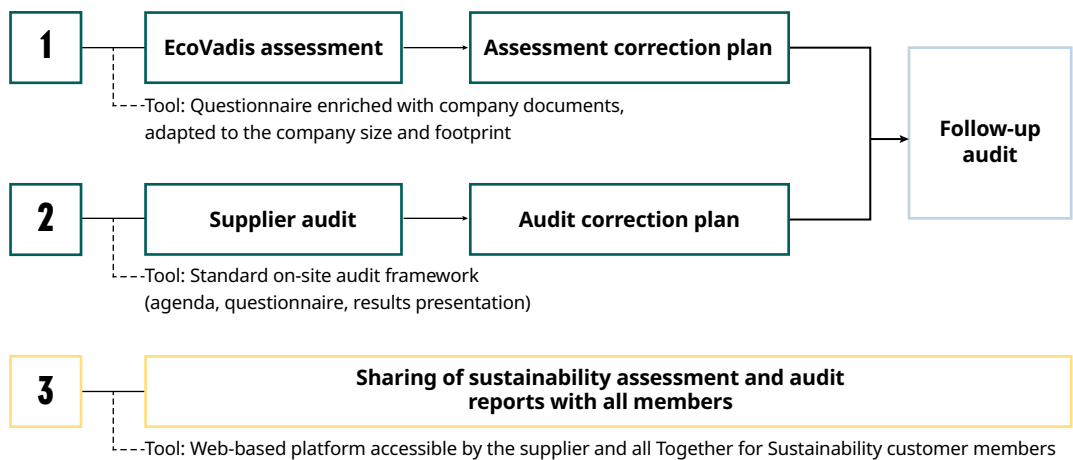 1
EcoVadis assessment
Assessment correction plan
Tool: Questionnaire enriched with company documents,
adapted to the company size and footprint
Follow-up
audit
2
Supplier audit
Audit correction plan
Tool: Standard on-site audit framework
(agenda, questionnaire, results presentation)
3
Sharing of sustainability assessment and audit
reports with all members
Tool: Web-based platform accessible by the supplier and all Together for Sustainability customer members